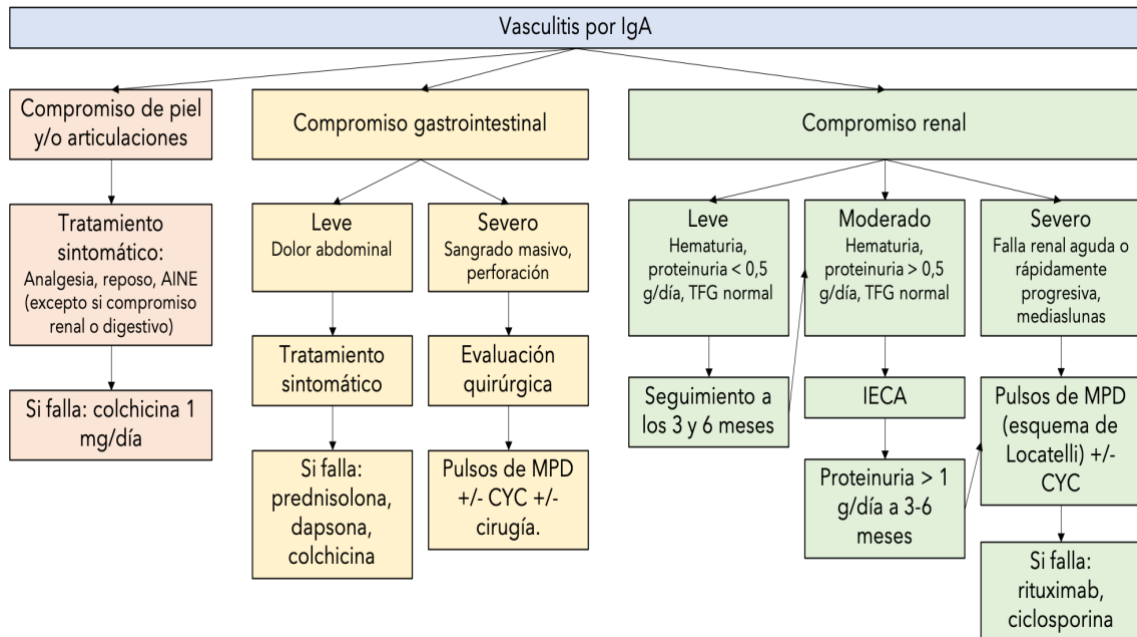 Vasculitis por IgA
Compromiso de piel
y/o articulaciones
Tratamiento
sintomático:
Analgesia, reposo, AINE
(excepto si compromiso
renal o digestivo)
Si falla: colchicina 1
mg/día
Compromiso gastrointestinal
Leve
Dolor abdominal
Tratamiento
sintomático
Si falla:
prednisolona,
dapsona,
colchicina
Severo
Sangrado masivo,
perforación
Evaluación
quirúrgica
Pulsos de MPD
+/- CYC +/-
cirugía.
Compromiso renal
Leve
Hematuria,
proteinuria < 0,5
g/día, TFG normal
Seguimiento a
los 3 y 6 meses
Moderado
Hematuria,
proteinuria > 0,5
g/día, TFG normal
IECA
Proteinuria > 1
g/día a 3-6
meses
Severo
Falla renal aguda o
rápidamente
progresiva,
mediaslunas
Pulsos de MPD
(esquema de
Locatelli) +/-
CYC
Si falla:
rituximab,
ciclosporina